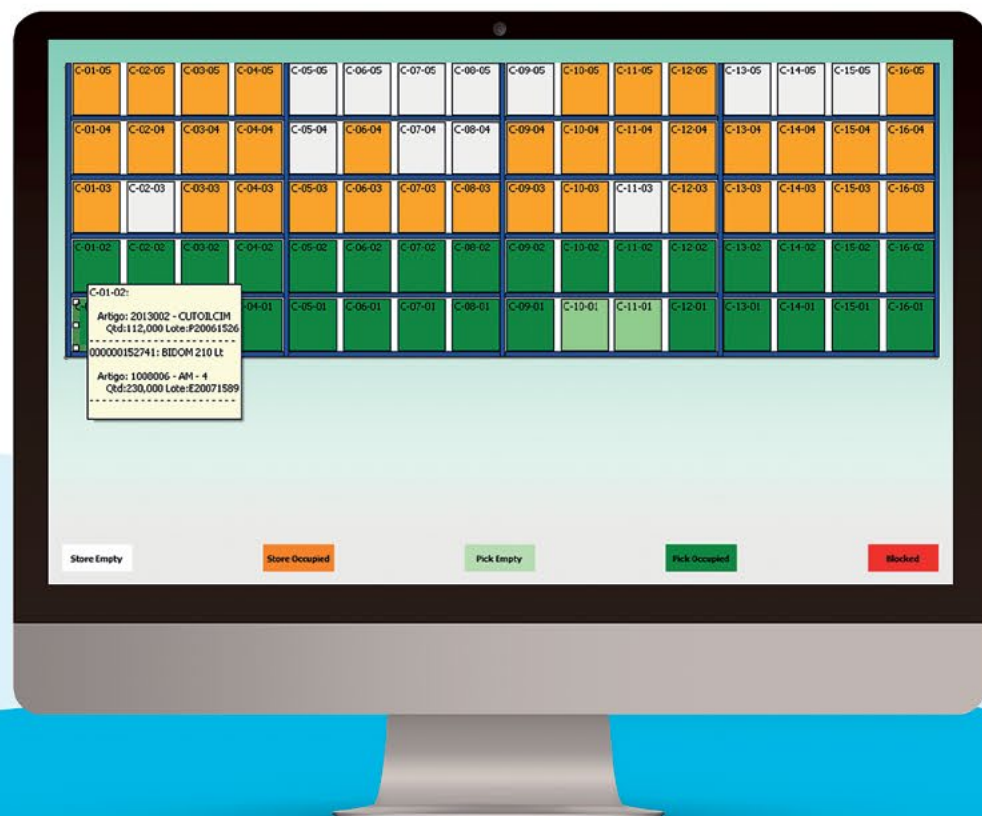 C-01-05 C-02-05 C-03-05 C-04-05 C-05-05 C-06-05 C-07-05 C-08-05 C-09-05 C-10-05 C-11-05 C-12-05 C-13-05 C-14-05 C-15-05 C-16-05
C-01-04 C-02-04 C-03-04 C-04-04 C-05-04 C-06-04 C-07-04 C-08-04 C-09-04 C-10-04 C-11-04 C-12-04 C-13-04 C-14-04 C-15-04 C-16-04
C-01-03 C-02-03 C-03-03 C-04-03 C-05-03 C-06-03 C-07-03 C-08-03 C-09-03 C-10-03 C-11-03 C-12-03 C-13-03 C-14-03 C-15-03 C-16-03
C-01-02 C-02-02 C-03-02 C-04-02 C-05-02 C-06-02 C-07-02 C-08-02 C-09-02 C-10-02 C-11-02 C-12-02 C-13-02 C-14-02 C-15-02 C-16-02
-04-01 C-05-01 C-06-01 C-07-01 C-08-01 C-09-01 C-10-01 C-11-01 C-12-01 C-13-01 C-14-01 C-15-01 C-16-01
C-01-02:
Artigo: 2013002 - CUTOILCIM
Qtd:112,000 Lote:P20061526
000000152741: BIDOM 210 Lt
Artigo: 1008006 - AM - 4
Qtd:230,000 Lote:E20071589
Store Empty Store Occupied Pick Empty Pick Occupied Blocked